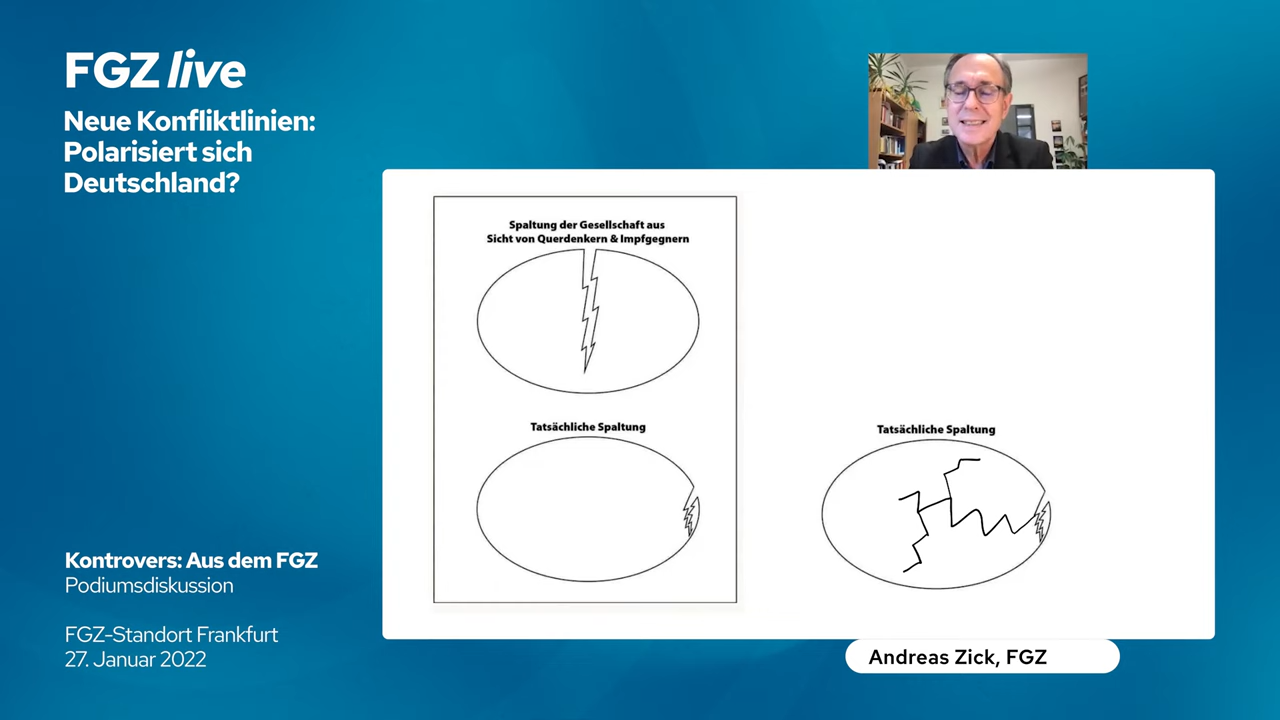 FGZ live
Neue Konfliktlinien:
Polarisiert sich
Deutschland?
Spaltung der Gesellschaft aus
Sicht von Querdenkern & Impfgegnern
Tatsächliche Spaltung
Tatsächliche Spaltung
Kontrovers: Aus dem FGZ
Podiumsdiskussion
FGZ-Standort Frankfurt
27. Januar 2022
Andreas Zick, FGZ